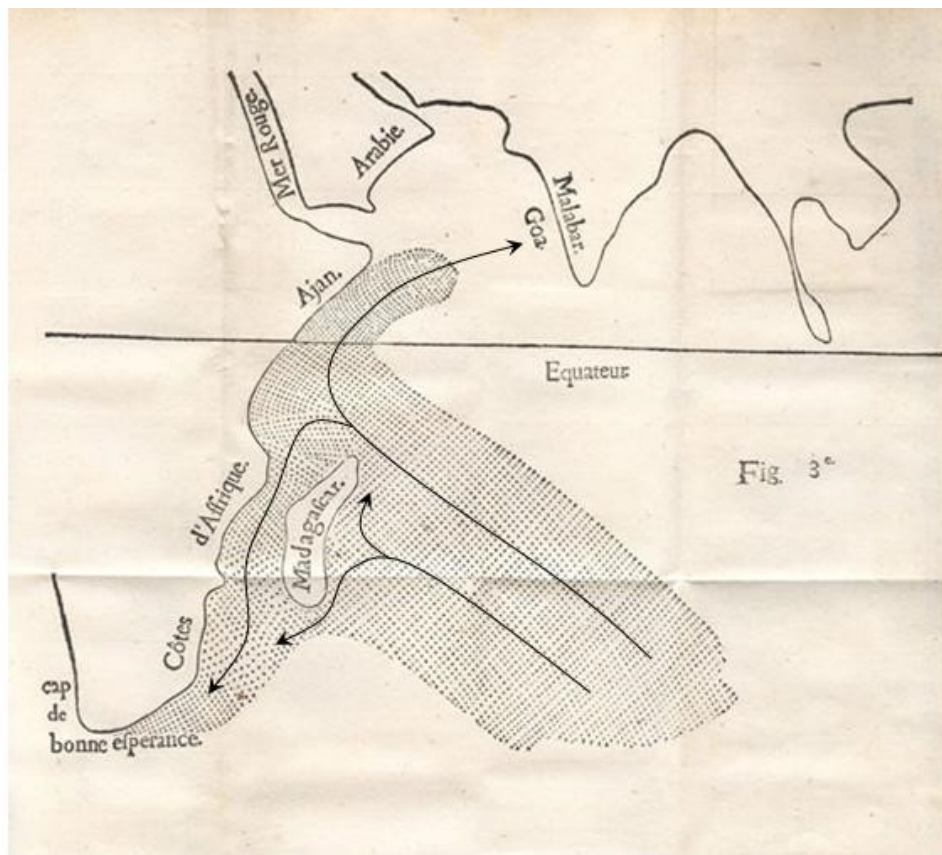 Mer Rouge.
Arabie.
Malabar.
Goa.
Ajan.
Equateur
Fig. 3e.
d'Affrique.
Madagaſcar.
Côtes
cap
de
bonne eſperance.